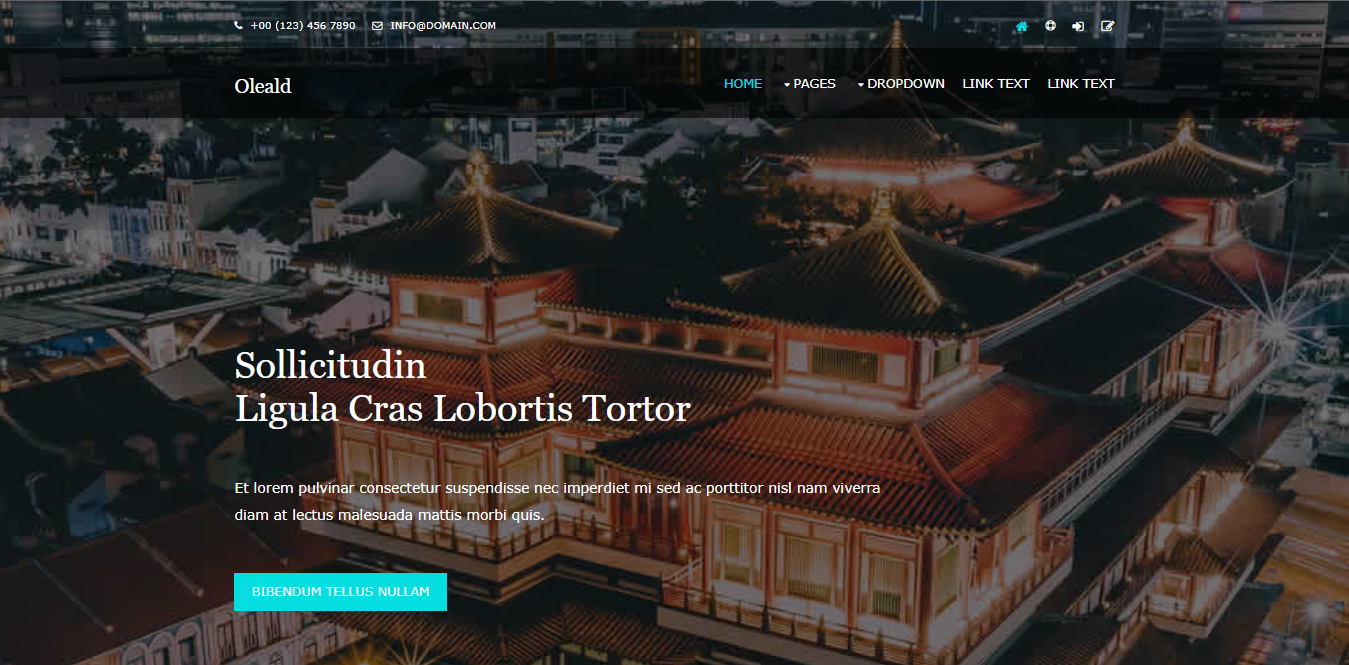 +00 (123) 456 7890 INFO@DOMAIN.COM
Oleald HOME PAGES DROPDOWN LINK TEXT LINK TEXT
Sollicitudin
Ligula Cras Lobortis Tortor
Et lorem pulvinar consectetur suspendisse nec imperdiet mi sed ac porttitor nisl nam viverra
diam at lectus malesuada mattis morbi quis.
BIBENDUM TELLUS NULLAM